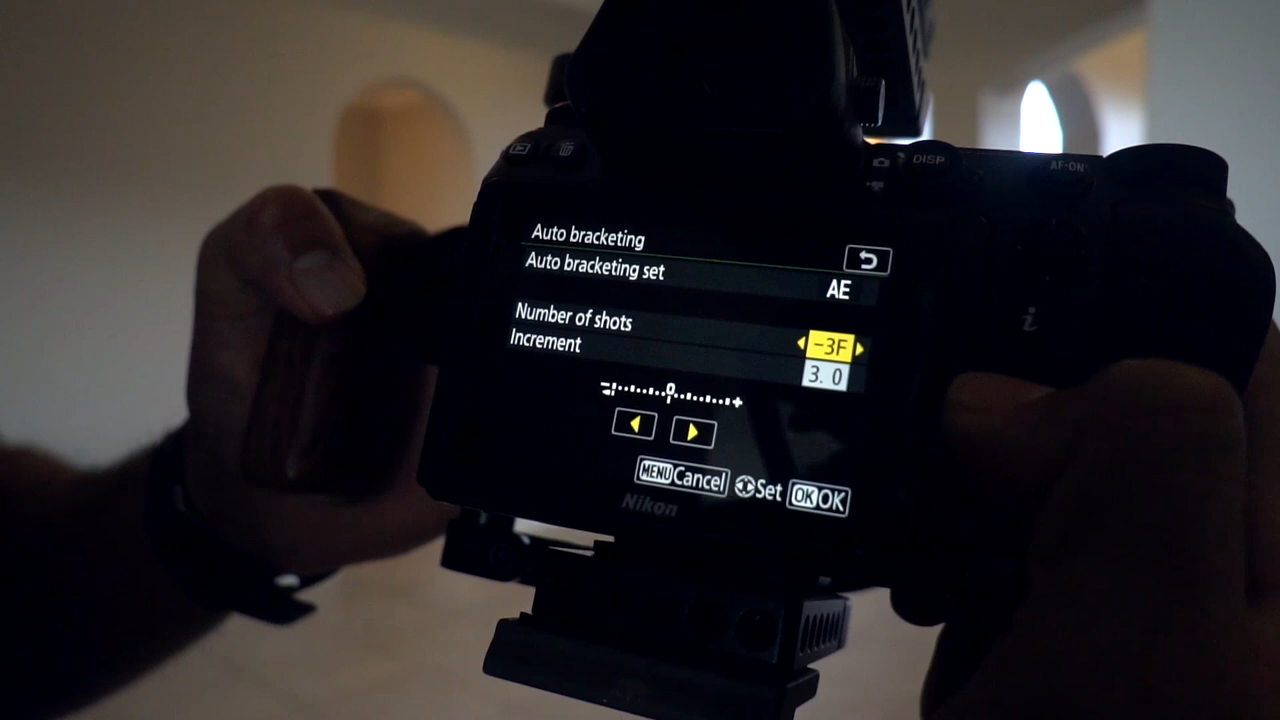 DISP
AF-ON
Auto bracketing
Auto bracketing set
AE
Number of shots
-3F
Increment
3.0
- 0 +
MENU Cancel Set OK OK
Nikon
i